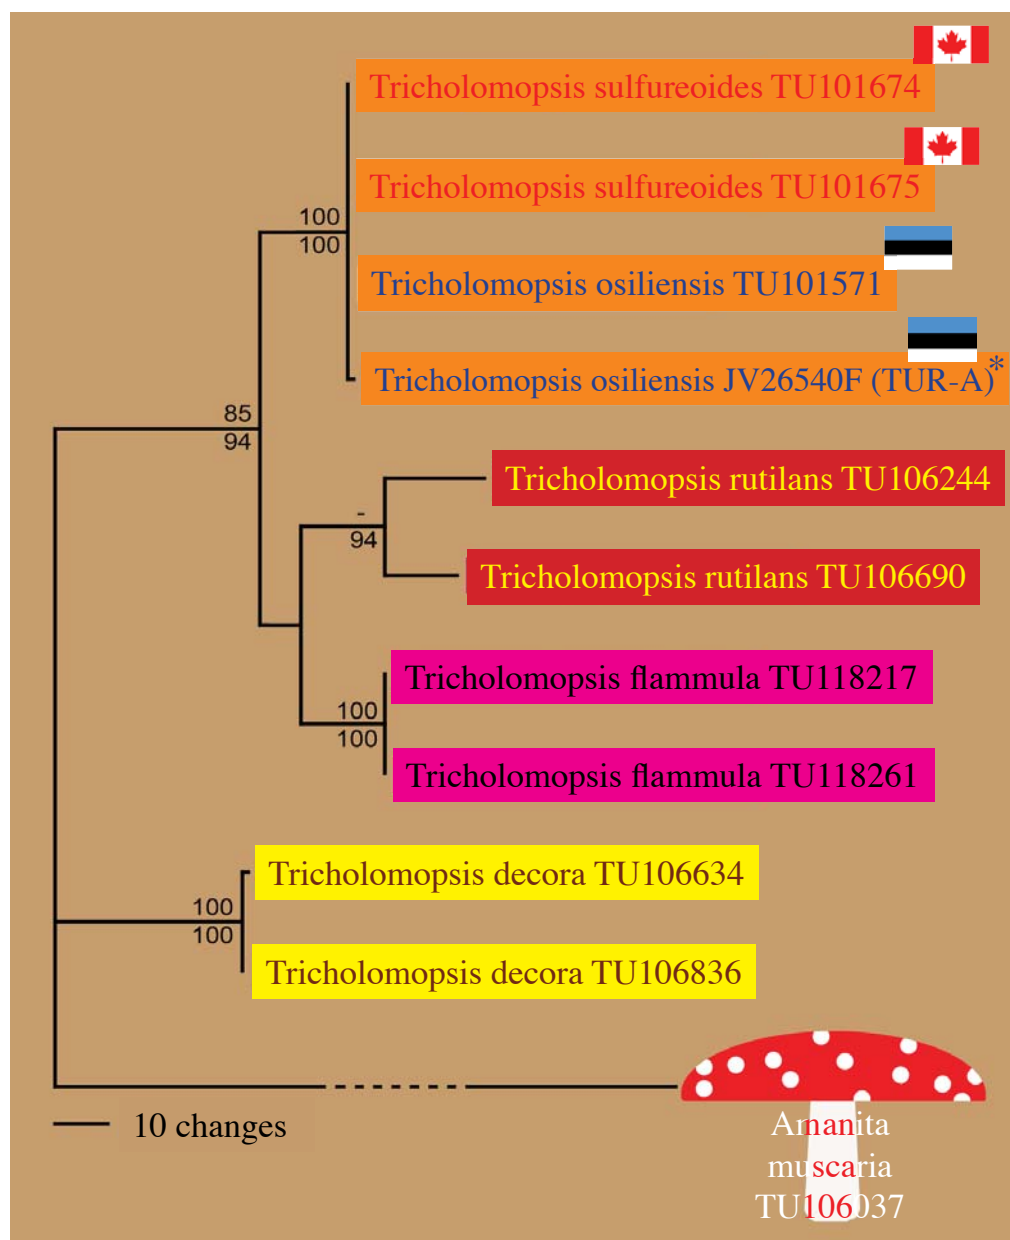 Tricholomopsis sulfureoides TU101674
Tricholomopsis sulfureoides TU101675
100
100
Tricholomopsis osiliensis TU101571
Tricholomopsis osiliensis JV26540F (TUR-A)*
85
94
Tricholomopsis rutilans TU106244
-
94
Tricholomopsis rutilans TU106690
Tricholomopsis flammula TU118217
100
100
Tricholomopsis flammula TU118261
Tricholomopsis decora TU106634
100
100
Tricholomopsis decora TU106836
10 changes
Amanita
muscaria
TU106037